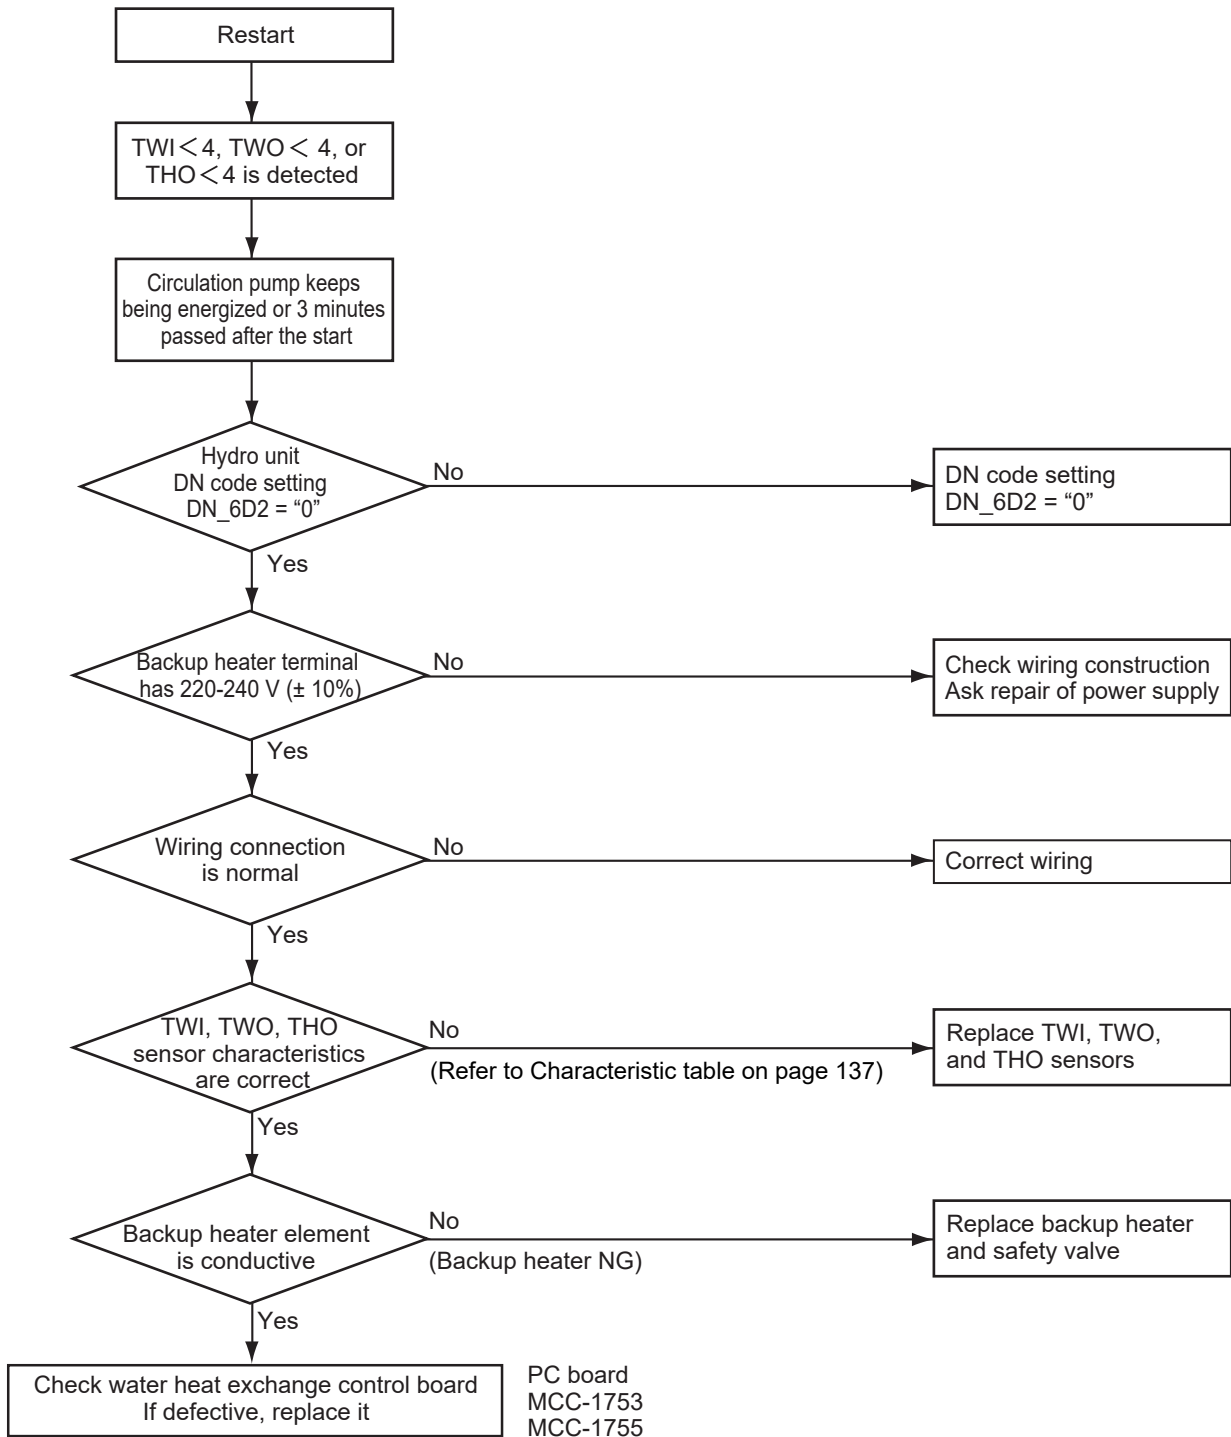 Restart
TWI＜4, TWO＜ 4, or
THO＜4 is detected
Circulation pump keeps
being energized or 3 minutes
passed after the start
Hydro unit
DN code setting
DN_6D2 = “0”
No
DN code setting
DN_6D2 = “0”
Yes
Backup heater terminal
has 220-240 V (± 10%)
No
Check wiring construction
Ask repair of power supply
Yes
Wiring connection
is normal
No
Correct wiring
Yes
TWI, TWO, THO
sensor characteristics
are correct
No
(Refer to Characteristic table on page 137)
Replace TWI, TWO,
and THO sensors
Yes
Backup heater element
is conductive
No
(Backup heater NG)
Replace backup heater
and safety valve
Yes
Check water heat exchange control board
If defective, replace it
PC board
MCC-1753
MCC-1755